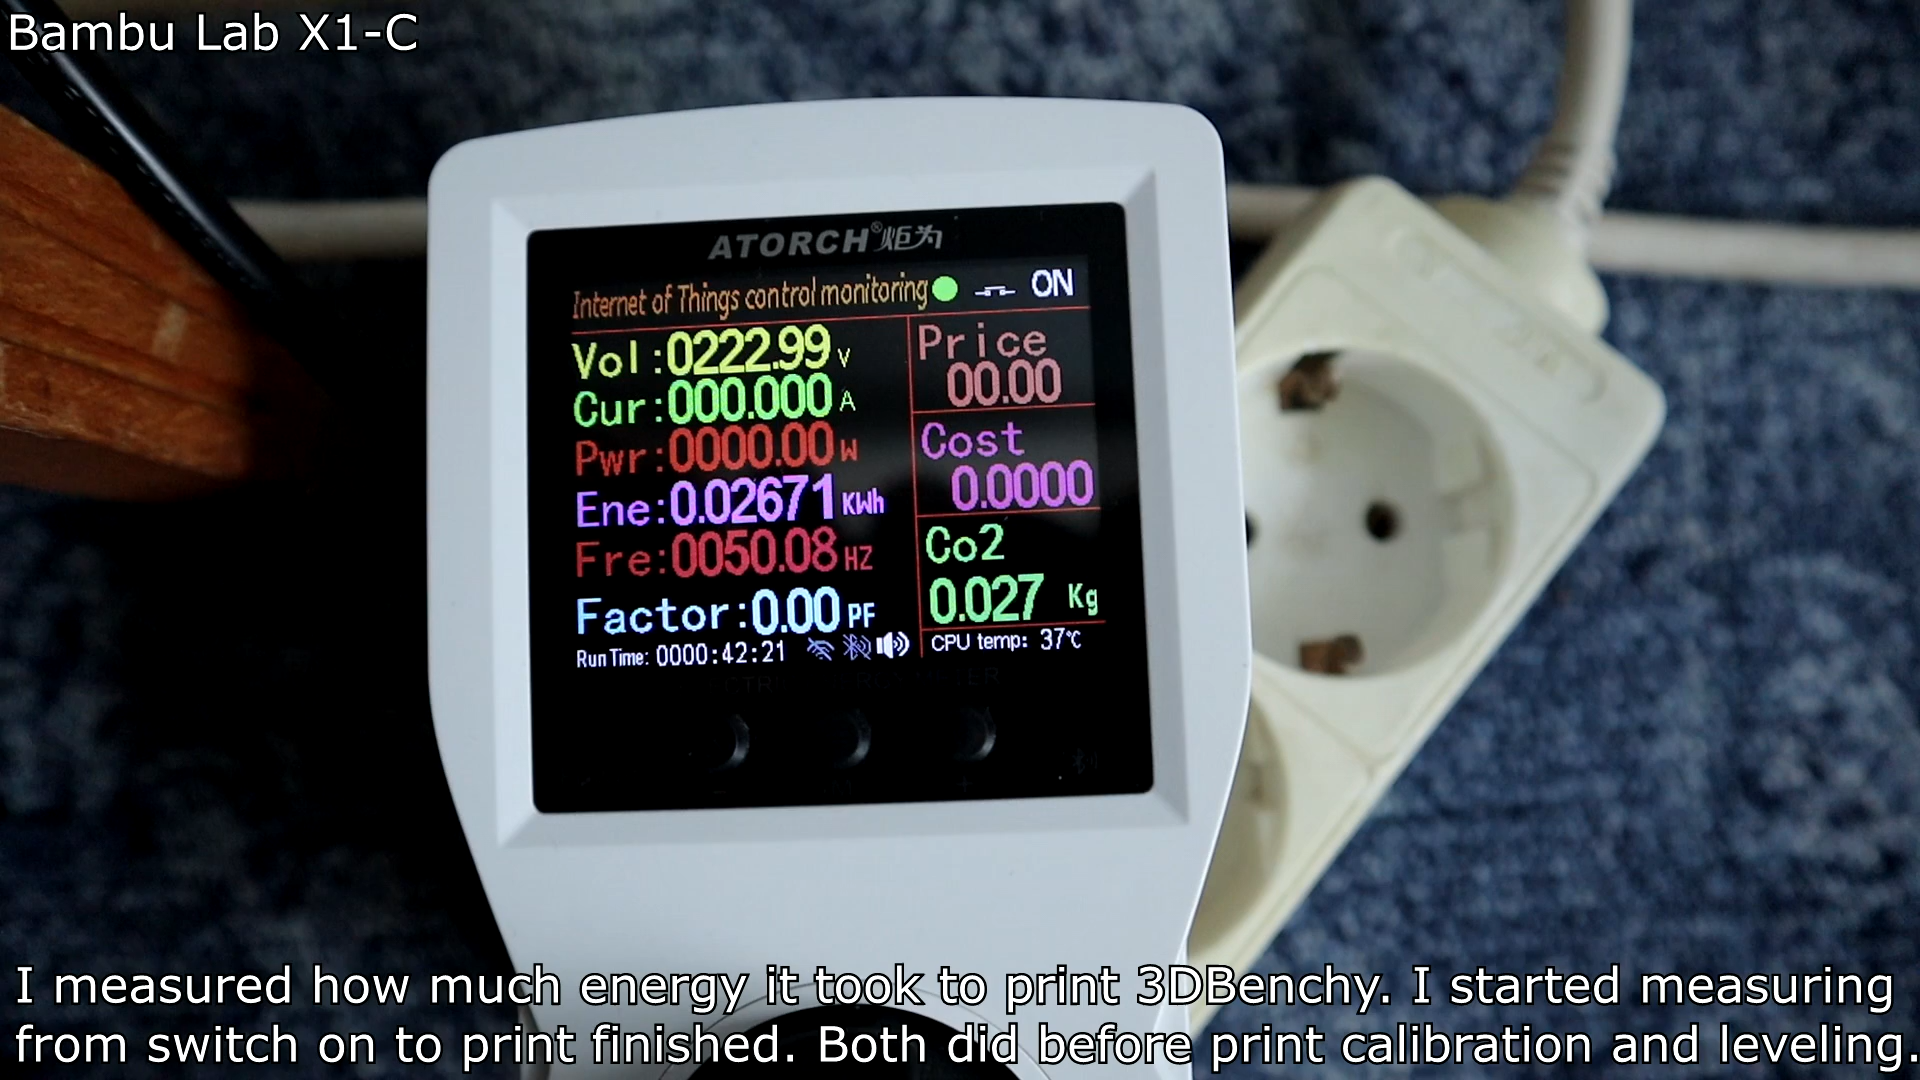 Bambu Lab X1-C
ATORCH®炬为
Internet of Things control monitoring ON
Vol:0222.99 V
Cur:000.000 A
Pwr:0000.00 W
Ene:0.02671 KWh
Fre:0050.08 HZ
Factor:0.00 PF
Run Time: 0000:42:21
Price
00.00
Cost
0.0000
Co2
0.027 Kg
CPU temp: 37℃
I measured how much energy it took to print 3DBenchy. I started measuring
from switch on to print finished. Both did before print calibration and leveling.